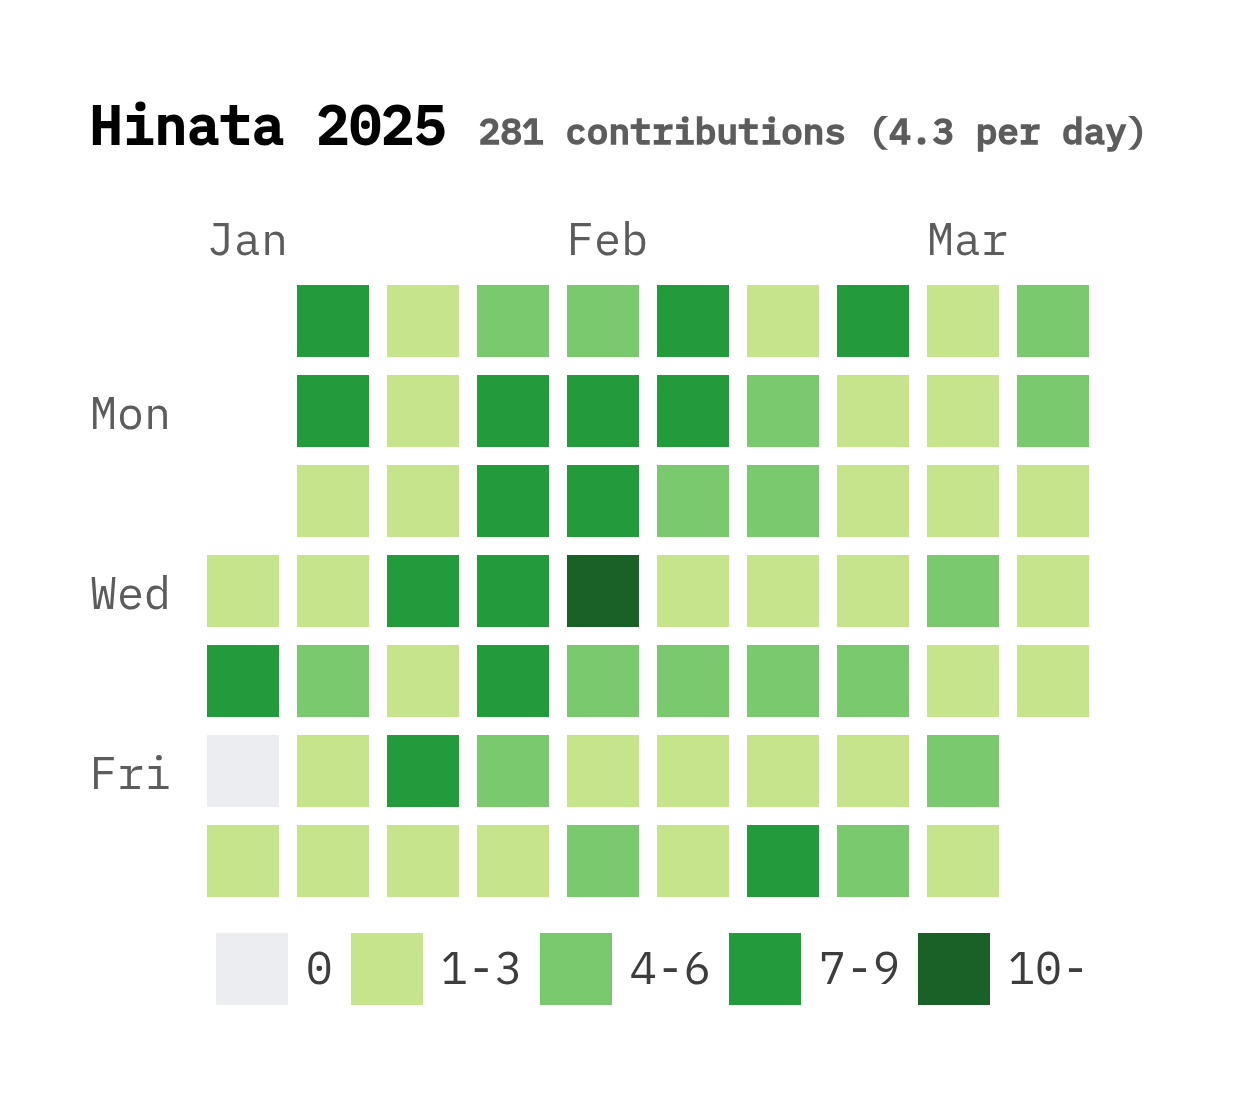 Hinata 2025 281 contributions (4.3 per day)
Jan Feb Mar
Mon
Wed
Fri
0 1-3 4-6 7-9 10-